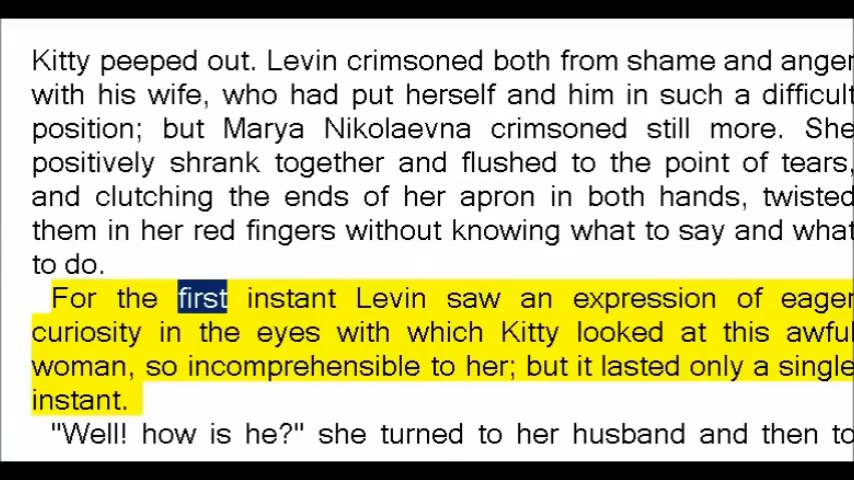 Kitty peeped out. Levin crimsoned both from shame and anger
with his wife, who had put herself and him in such a difficult
position; but Marya Nikolaevna crimsoned still more. She
positively shrank together and flushed to the point of tears,
and clutching the ends of her apron in both hands, twisted
them in her red fingers without knowing what to say and what
to do.
For the first instant Levin saw an expression of eager
curiosity in the eyes with which Kitty looked at this awful
woman, so incomprehensible to her; but it lasted only a single
instant.
"Well! how is he?" she turned to her husband and then to